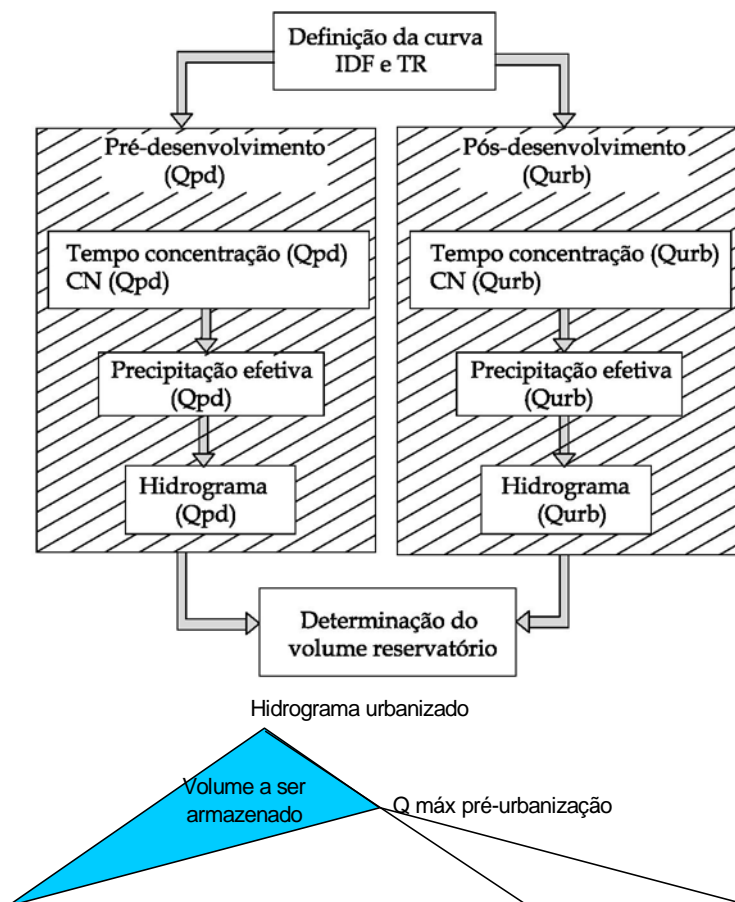 Definição da curva
IDF e TR
Pré-desenvolvimento
(Qpd)
Tempo concentração (Qpd)
CN (Qpd)
Precipitação efetiva
(Qpd)
Hidrograma
(Qpd)
Pós-desenvolvimento
(Qurb)
Tempo concentração (Qurb)
CN (Qurb)
Precipitação efetiva
(Qurb)
Hidrograma
(Qurb)
Determinação do
volume reservatório
Hidrograma urbanizado
Volume a ser
armazenado
Q máx pré-urbanização